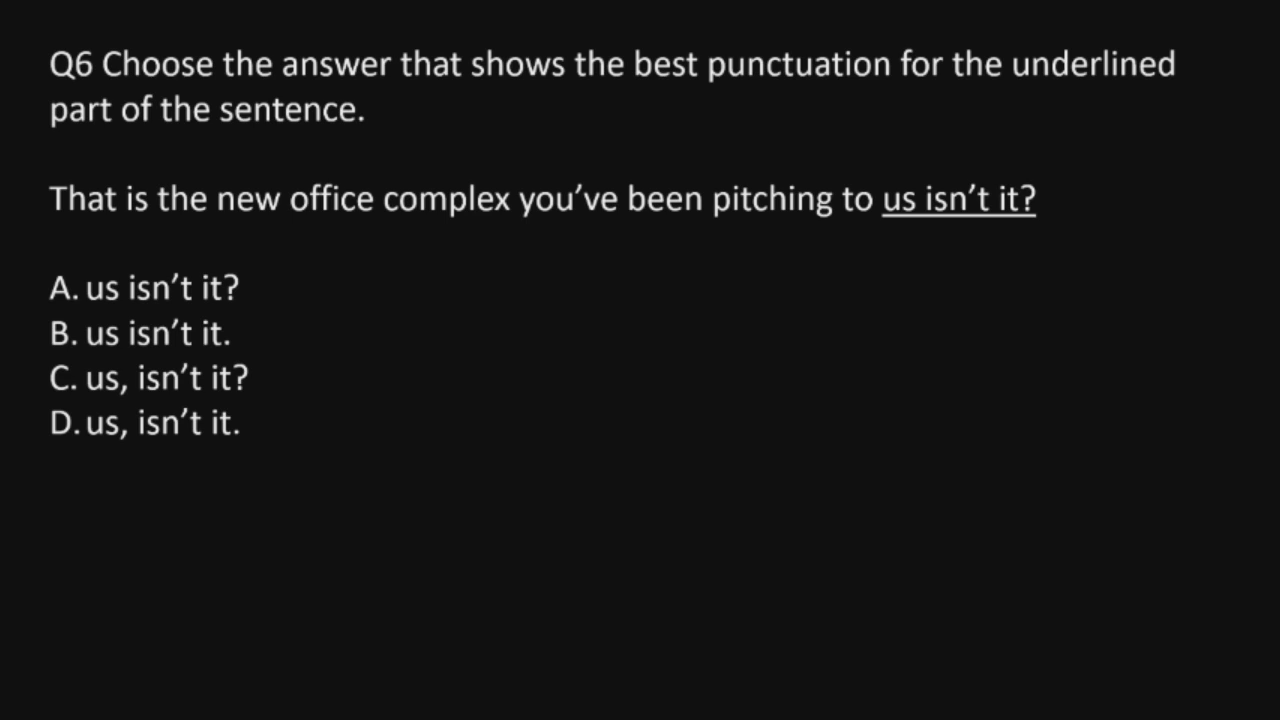 Q6 Choose the answer that shows the best punctuation for the underlined
part of the sentence.
That is the new office complex you’ve been pitching to us isn’t it?
A. us isn’t it?
B. us isn’t it.
C. us, isn’t it?
D. us, isn’t it.